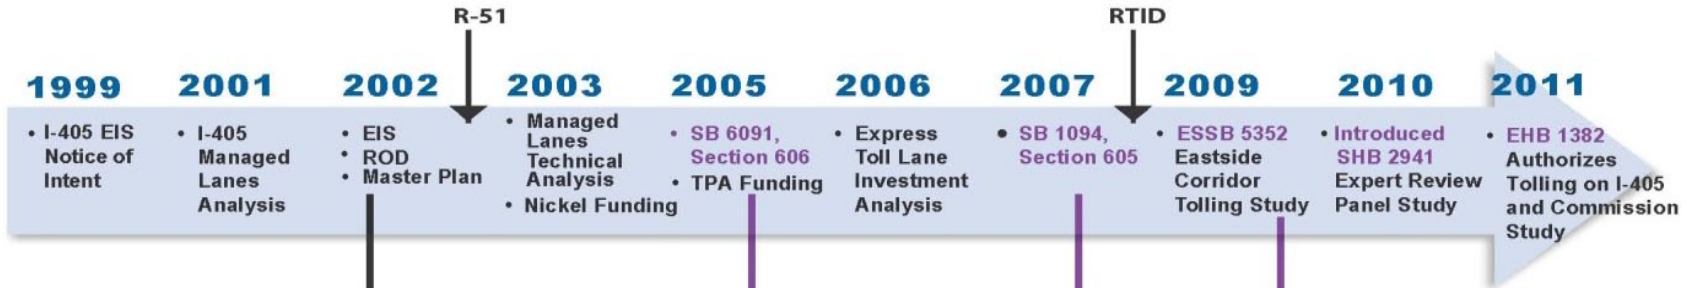 R-51
RTID
1999
2001
2002
2003
2005
2006
2007
2009
2010
2011
• I-405 EIS
Notice of
Intent
• I-405
Managed
Lanes
Analysis
• EIS
• ROD
• Master Plan
• Managed
Lanes
Technical
Analysis
• Nickel Funding
• SB 6091,
Section 606
• TPA Funding
• Express
Toll Lane
Investment
Analysis
• SB 1094,
Section 605
• ESSB 5352
Eastside
Corridor
Tolling Study
• Introduced
SHB 2941
Expert Review
Panel Study
• EHB 1382
Authorizes
Tolling on I-405
and Commission
Study